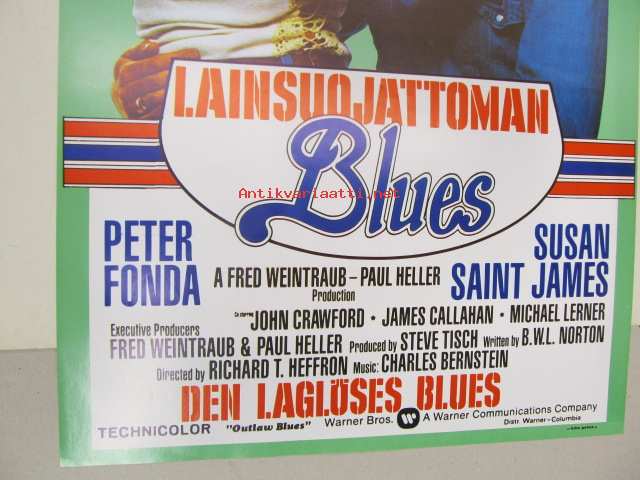 LAINSUOJATTOMAN
Blues
Antikvariaatti.net
PETER
FONDA
SUSAN
SAINT JAMES
A FRED WEINTRAUB – PAUL HELLER
Production
Co starring JOHN CRAWFORD · JAMES CALLAHAN · MICHAEL LERNER
Executive Producers
FRED WEINTRAUB & PAUL HELLER Produced by STEVE TISCH Written by B.W.L. NORTON
Directed by RICHARD T. HEFFRON Music: CHARLES BERNSTEIN
DEN LAGLÖSES BLUES
TECHNICOLOR "Outlaw Blues" Warner Bros. A Warner Communications Company
Distr. Warner-Columbia